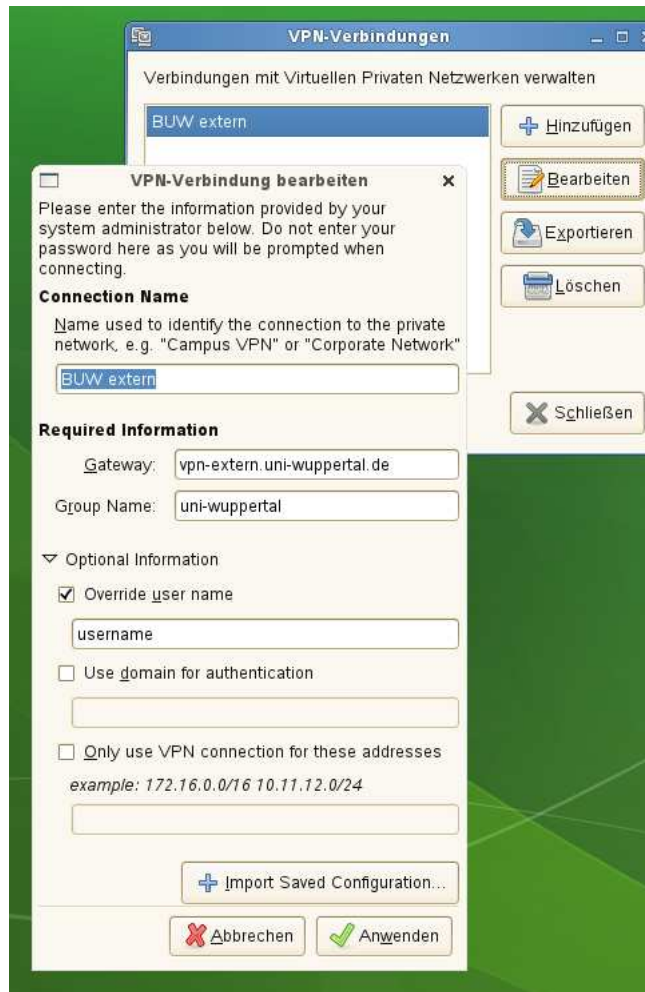 VPN-Verbindungen
Verbindungen mit Virtuellen Privaten Netzwerken verwalten
BUW extern
Hinzufügen
Bearbeiten
Exportieren
Löschen
Schließen
VPN-Verbindung bearbeiten
Please enter the information provided by your
system administrator below. Do not enter your
password here as you will be prompted when
connecting.
Connection Name
Name used to identify the connection to the private
network, e.g. "Campus VPN" or "Corporate Network"
BUW extern
Required Information
Gateway: vpn-extern.uni-wuppertal.de
Group Name: uni-wuppertal
Optional Information
Override user name
username
Use domain for authentication
Only use VPN connection for these addresses
example: 172.16.0.0/16 10.11.12.0/24
Import Saved Configuration...
Abbrechen
Anwenden